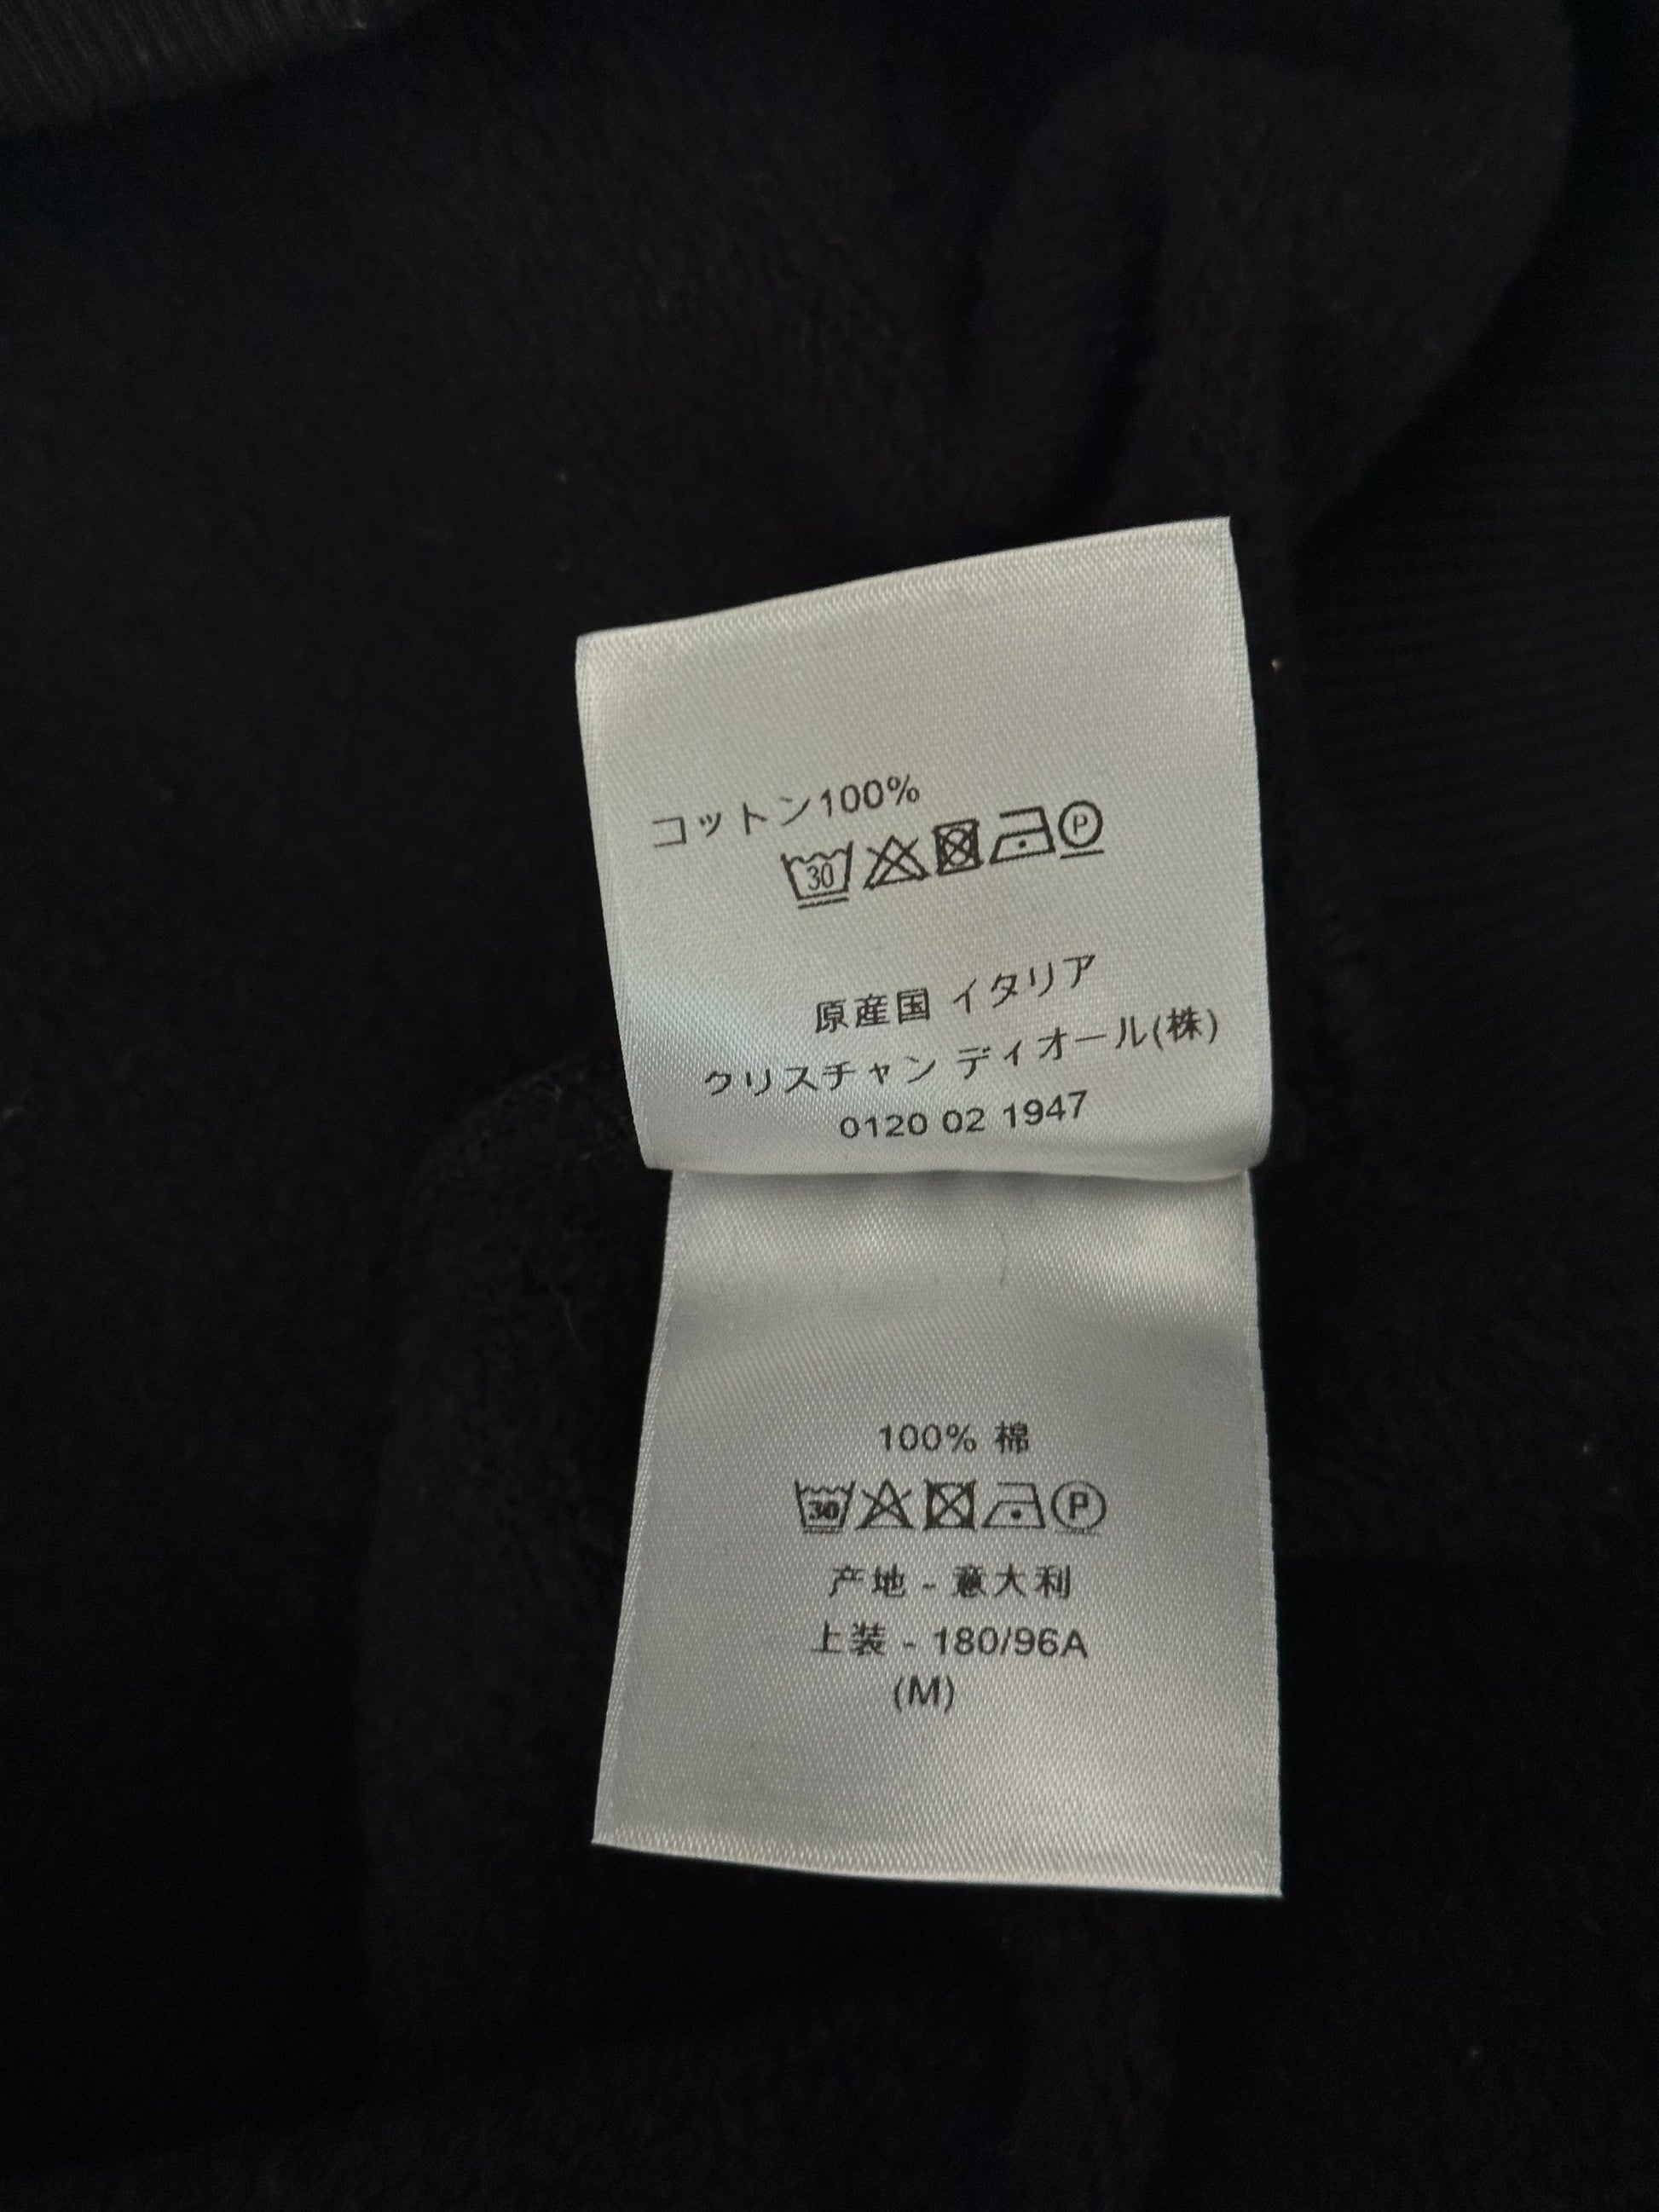 コットン100%
30 P
原産国 イタリア
クリスチャン ディオール(株)
0120 02 1947
100% 棉
30 P
产地 - 意大利
上装 - 180/96A
(M)